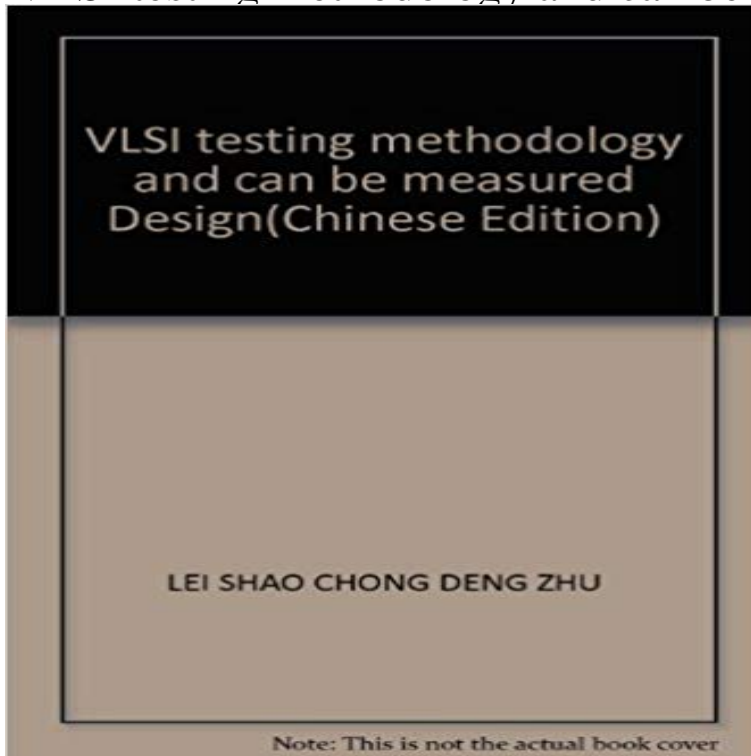 VLSI testing methodology
and can be measured
Design(Chinese Edition)
LEI SHAO CHONG DENG ZHU
Note: This is not the actual book cover